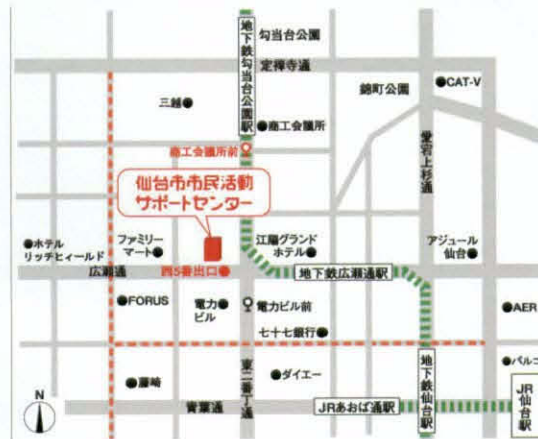 勾当台公園
地下鉄勾当台公園駅
定禅寺通
錦町公園
CAT-V
三越
商工会議所
愛宕上杉通
商工会議所前
仙台市市民活動
サポートセンター
ホテル
リッチヒィールド
ファミリー
マート
江陽グランド
ホテル
アジュール
仙台
広瀬通
西5番出口
地下鉄広瀬通駅
FORUS
電力
ビル
電力ビル前
AER
七十七銀行
地下鉄仙台駅
パルコ
藤崎
東二番丁通
ダイエー
N
青葉通
JRあおば通駅
JR
仙台駅